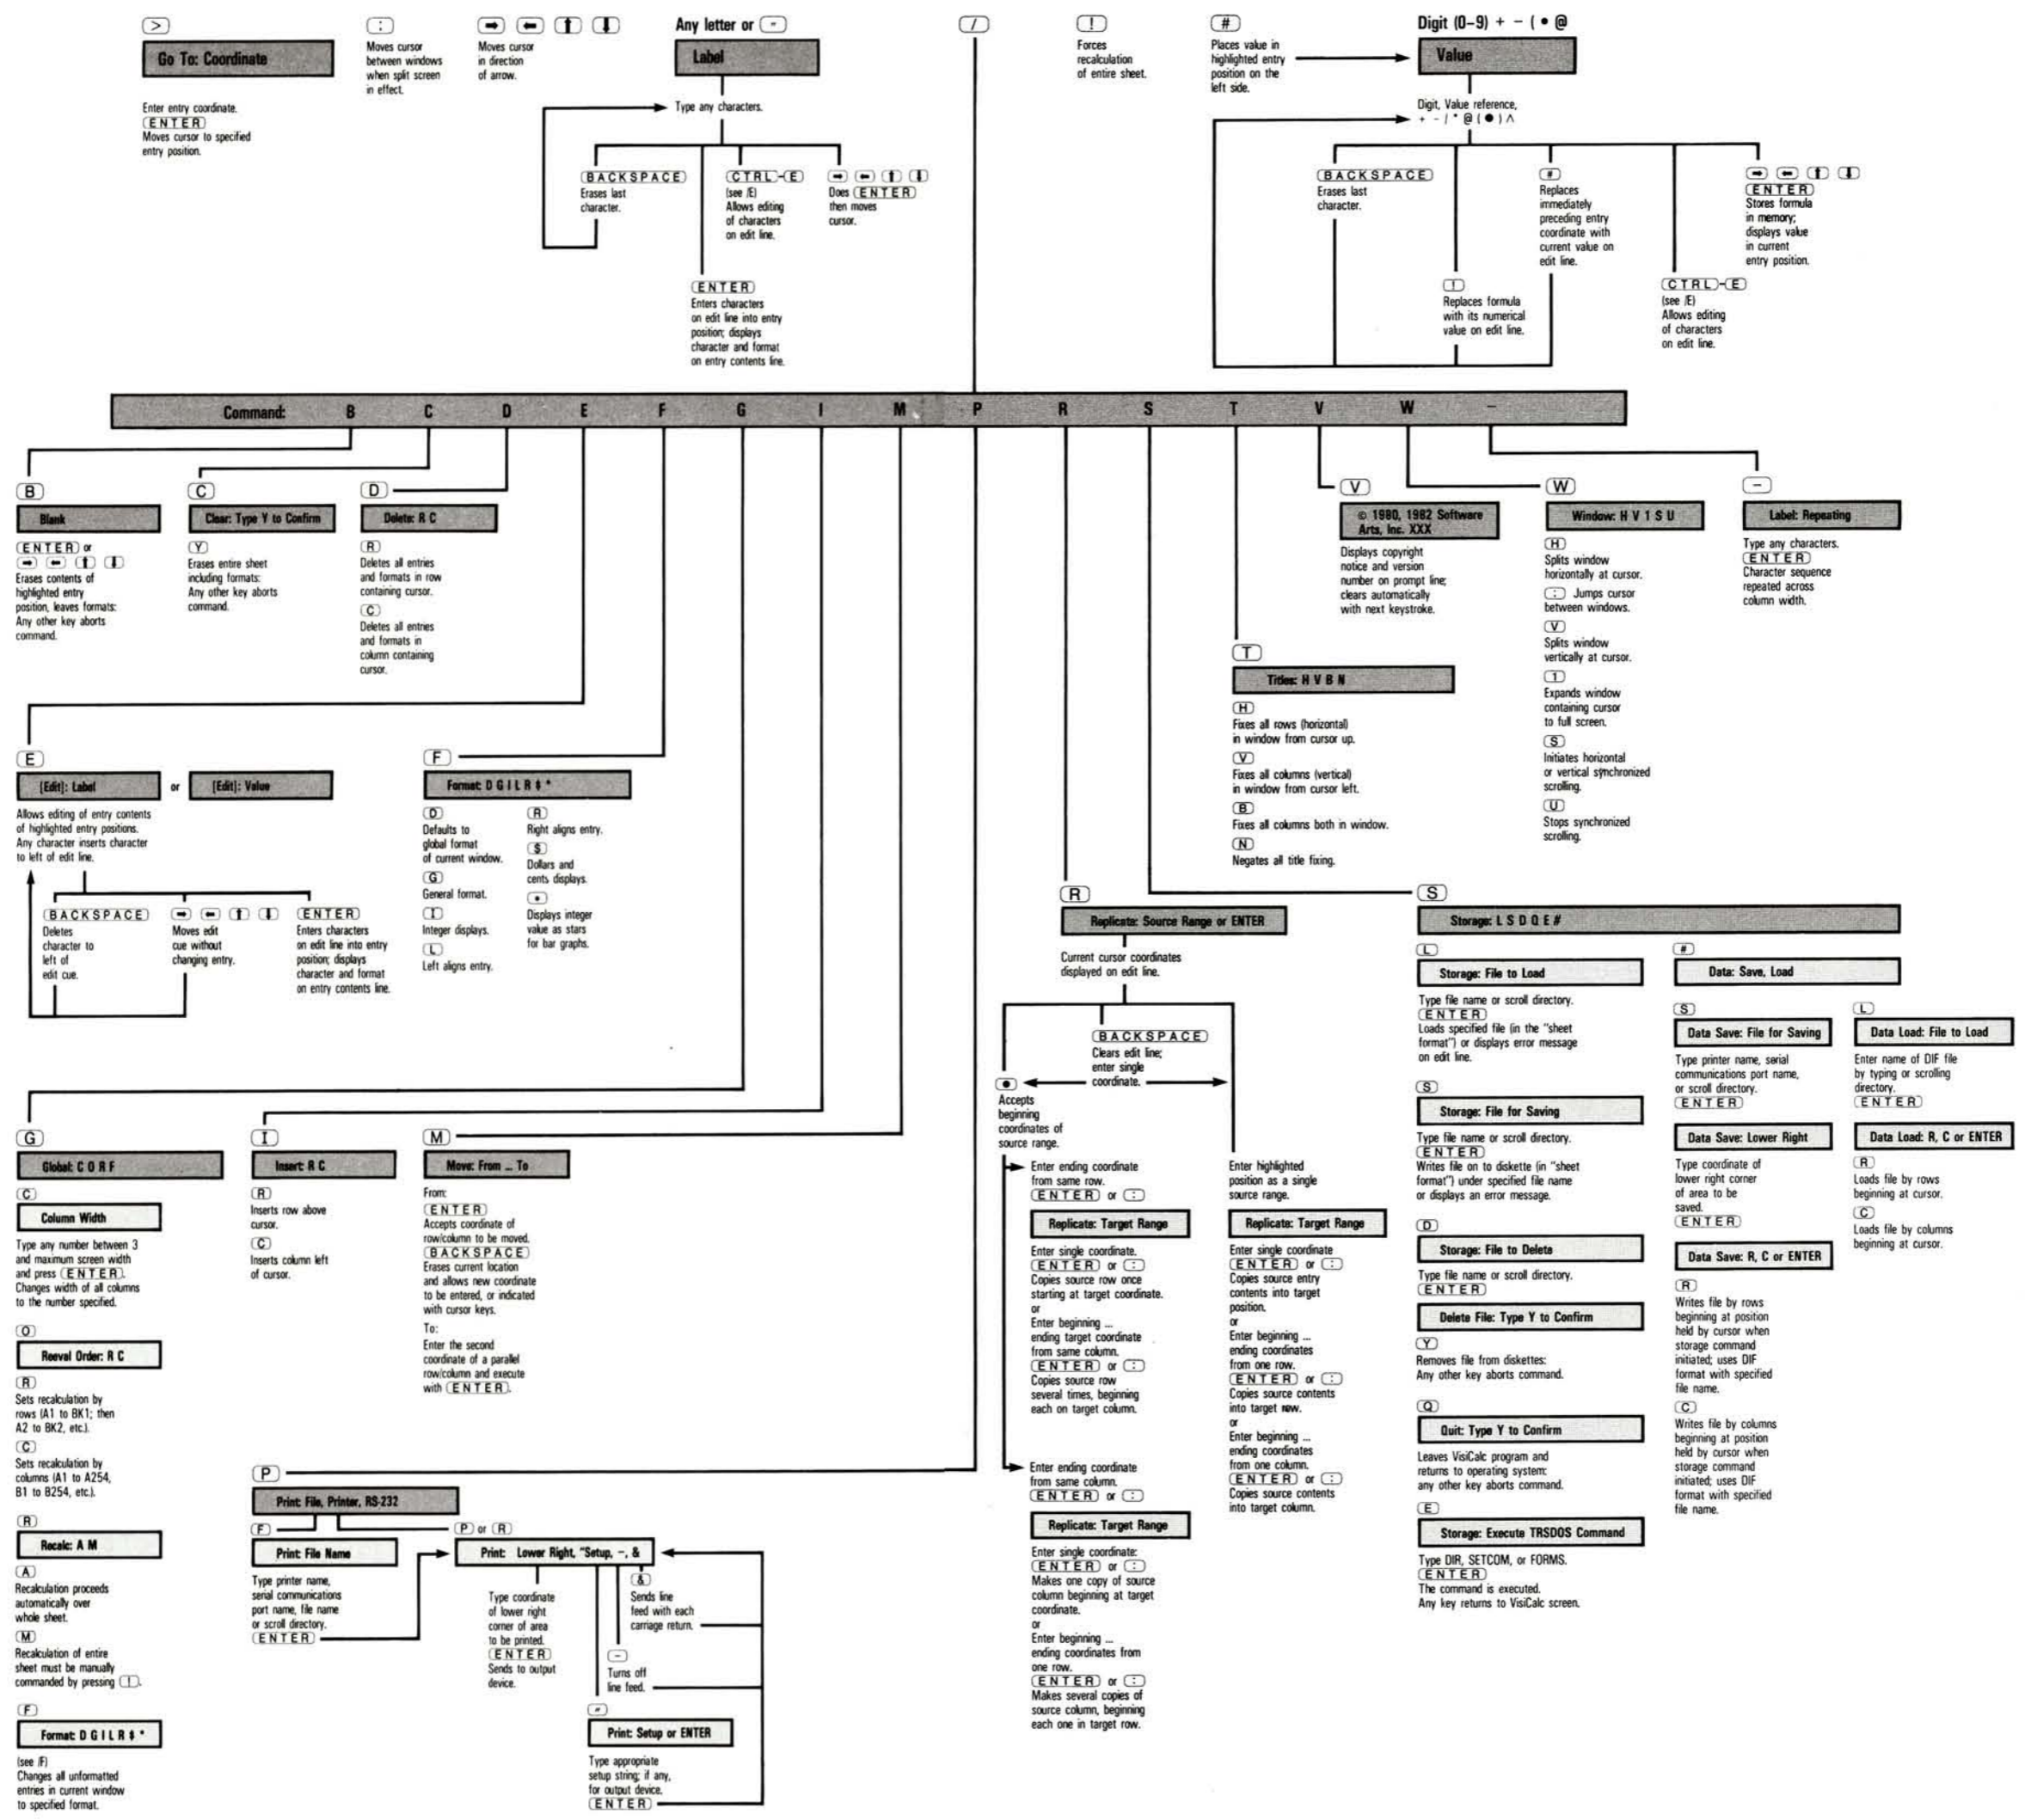 >
Go To: Coordinate
Enter entry coordinate.
ENTER
Moves cursor to specified
entry position.
:
Moves cursor
between windows
when split screen
in effect.
➡ ⬅ ⬆ ⬇
Moves cursor
in direction
of arrow.
Any letter or "
Label
Type any characters.
BACKSPACE
Erases last
character.
ENTER
Enters characters
on edit line into entry
position; displays
character and format
on entry contents line.
CTRL-E
(see /E)
Allows editing
of characters
on edit line.
➡ ⬅ ⬆ ⬇
Does ENTER
then moves
cursor.
/
!
Forces
recalculation
of entire sheet.
#
Places value in
highlighted entry
position on the
left side.
Digit (0–9) + – ( • @
Value
Digit, Value reference,
+ – / * @ ( • ) ∧
BACKSPACE
Erases last
character.
!
Replaces formula
with its numerical
value on edit line.
#
Replaces
immediately
preceding entry
coordinate with
current value on
edit line.
CTRL-E
(see /E)
Allows editing
of characters
on edit line.
➡ ⬅ ⬆ ⬇
ENTER
Stores formula
in memory;
displays value
in current
entry position.
Command: B C D E F G I M P R S T V W –
B
Blank
ENTER or
➡ ⬅ ⬆ ⬇
Erases contents of
highlighted entry
position, leaves formats:
Any other key aborts
command.
C
Clear: Type Y to Confirm
Y
Erases entire sheet
including formats:
Any other key aborts
command.
D
Delete: R C
R
Deletes all entries
and formats in row
containing cursor.
C
Deletes all entries
and formats in
column containing
cursor.
V
© 1980, 1982 Software
Arts, Inc. XXX
Displays copyright
notice and version
number on prompt line;
clears automatically
with next keystroke.
W
Window: H V 1 S U
H
Splits window
horizontally at cursor.
; Jumps cursor
between windows.
V
Splits window
vertically at cursor.
1
Expands window
containing cursor
to full screen.
S
Initiates horizontal
or vertical synchronized
scrolling.
U
Stops synchronized
scrolling.
–
Label: Repeating
Type any characters.
ENTER
Character sequence
repeated across
column width.
T
Titles: H V B N
H
Fixes all rows (horizontal)
in window from cursor up.
V
Fixes all columns (vertical)
in window from cursor left.
B
Fixes all columns both in window.
N
Negates all title fixing.
E
[Edit]: Label
or
[Edit]: Value
Allows editing of entry contents
of highlighted entry positions.
Any character inserts character
to left of edit line.
BACKSPACE
Deletes
character to
left of
edit cue.
➡ ⬅ ⬆ ⬇
Moves edit
cue without
changing entry.
ENTER
Enters characters
on edit line into entry
position; displays
character and format
on entry contents line.
F
Format: D G I L R $ *
D
Defaults to
global format
of current window.
G
General format.
I
Integer displays.
L
Left aligns entry.
R
Right aligns entry.
$
Dollars and
cents displays.
*
Displays integer
value as stars
for bar graphs.
G
Global: C O R F
C
Column Width
Type any number between 3
and maximum screen width
and press ENTER.
Changes width of all columns
to the number specified.
O
Reeval Order: R C
R
Sets recalculation by
rows (A1 to BK1; then
A2 to BK2, etc.).
C
Sets recalculation by
columns (A1 to A254,
B1 to B254, etc.).
R
Recalc: A M
A
Recalculation proceeds
automatically over
whole sheet.
M
Recalculation of entire
sheet must be manually
commanded by pressing !.
F
Format: D G I L R $ *
(see /F)
Changes all unformatted
entries in current window
to specified format.
I
Insert: R C
R
Inserts row above
cursor.
C
Inserts column left
of cursor.
M
Move: From ... To
From:
ENTER
Accepts coordinate of
row/column to be moved.
BACKSPACE
Erases current location
and allows new coordinate
to be entered, or indicated
with cursor keys.
To:
Enter the second
coordinate of a parallel
row/column and execute
with ENTER.
P
Print: File, Printer, RS-232
F
Print: File Name
Type printer name,
serial communications
port name, file name
or scroll directory.
ENTER
P or R
Print: Lower Right, "Setup, –, &
Type coordinate
of lower right
corner of area
to be printed.
ENTER
Sends to output
device.
&
Sends line
feed with each
carriage return.
–
Turns off
line feed.
"
Print: Setup or ENTER
Type appropriate
setup string; if any,
for output device.
ENTER
R
Replicate: Source Range or ENTER
Current cursor coordinates
displayed on edit line.
BACKSPACE
Clears edit line;
enter single
coordinate.
•
Accepts
beginning
coordinates of
source range.
Enter ending coordinate
from same row.
ENTER or :
Replicate: Target Range
Enter single coordinate.
ENTER or :
Copies source row once
starting at target coordinate.
or
Enter beginning ...
ending target coordinate
from same column.
ENTER or :
Copies source row
several times, beginning
each on target column.
Enter ending coordinate
from same column.
ENTER or :
Replicate: Target Range
Enter single coordinate:
ENTER or :
Makes one copy of source
column beginning at target
coordinate.
or
Enter beginning ...
ending coordinates from
one row.
ENTER or :
Makes several copies of
source column, beginning
each one in target row.
Enter highlighted
position as a single
source range.
Replicate: Target Range
Enter single coordinate
ENTER or :
Copies source entry
contents into target
position.
or
Enter beginning ...
ending coordinates
from one row.
ENTER or :
Copies source contents
into target row.
or
Enter beginning ...
ending coordinates
from one column.
ENTER or :
Copies source contents
into target column.
S
Storage: L S D Q E #
L
Storage: File to Load
Type file name or scroll directory.
ENTER
Loads specified file (in the "sheet
format") or displays error message
on edit line.
S
Storage: File for Saving
Type file name or scroll directory.
ENTER
Writes file on to diskette (in "sheet
format") under specified file name
or displays an error message.
D
Storage: File to Delete
Type file name or scroll directory.
ENTER
Delete File: Type Y to Confirm
Y
Removes file from diskettes:
Any other key aborts command.
Q
Quit: Type Y to Confirm
Leaves VisiCalc program and
returns to operating system:
any other key aborts command.
E
Storage: Execute TRSDOS Command
Type DIR, SETCOM, or FORMS.
ENTER
The command is executed.
Any key returns to VisiCalc screen.
#
Data: Save, Load
S
Data Save: File for Saving
Type printer name, serial
communications port name,
or scroll directory.
ENTER
Data Save: Lower Right
Type coordinate of
lower right corner
of area to be
saved.
ENTER
Data Save: R, C or ENTER
R
Writes file by rows
beginning at position
held by cursor when
storage command
initiated; uses DIF
format with specified
file name.
C
Writes file by columns
beginning at position
held by cursor when
storage command
initiated; uses DIF
format with specified
file name.
L
Data Load: File to Load
Enter name of DIF file
by typing or scrolling
directory.
ENTER
Data Load: R, C or ENTER
R
Loads file by rows
beginning at cursor.
C
Loads file by columns
beginning at cursor.